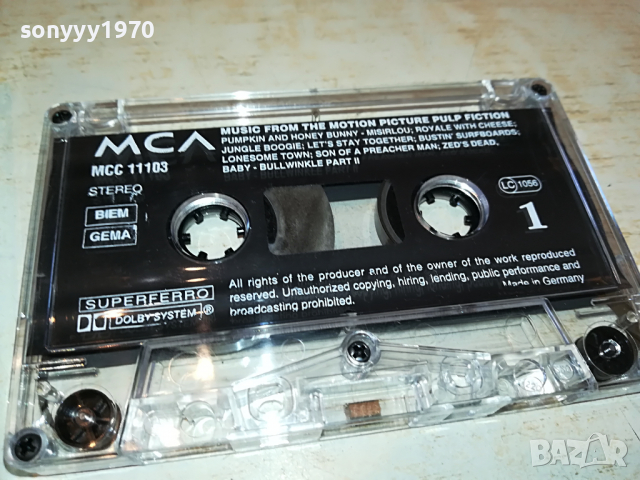 sonyyy1970
MCA
MCC 11103
STEREO
BIEM
GEMA
SUPERFERRO
DOLBY SYSTEM ®
MUSIC FROM THE MOTION PICTURE PULP FICTION
PUMPKIN AND HONEY BUNNY - MISIRLOU; ROYALE WITH CHEESE;
JUNGLE BOOGIE; LET'S STAY TOGETHER; BUSTIN' SURFBOARDS;
LONESOME TOWN; SON OF A PREACHER MAN; ZED'S DEAD,
BABY - BULLWINKLE PART II
LC 1056
1
All rights of the producer and of the owner of the work reproduced
reserved. Unauthorized copying, hiring, lending, public performance and
broadcasting prohibited.
Made in Germany
BAZAR